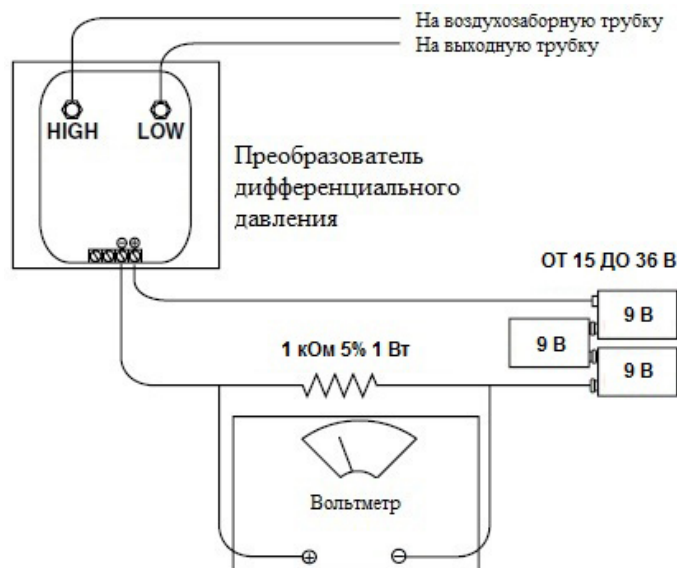 На воздухозаборную трубку
На выходную трубку
HIGH LOW
Преобразователь
дифференциального
давления
⊖ ⊕
ОТ 15 ДО 36 В
9 В
9 В
9 В
1 кОм 5% 1 Вт
Вольтметр
⊕ ⊖